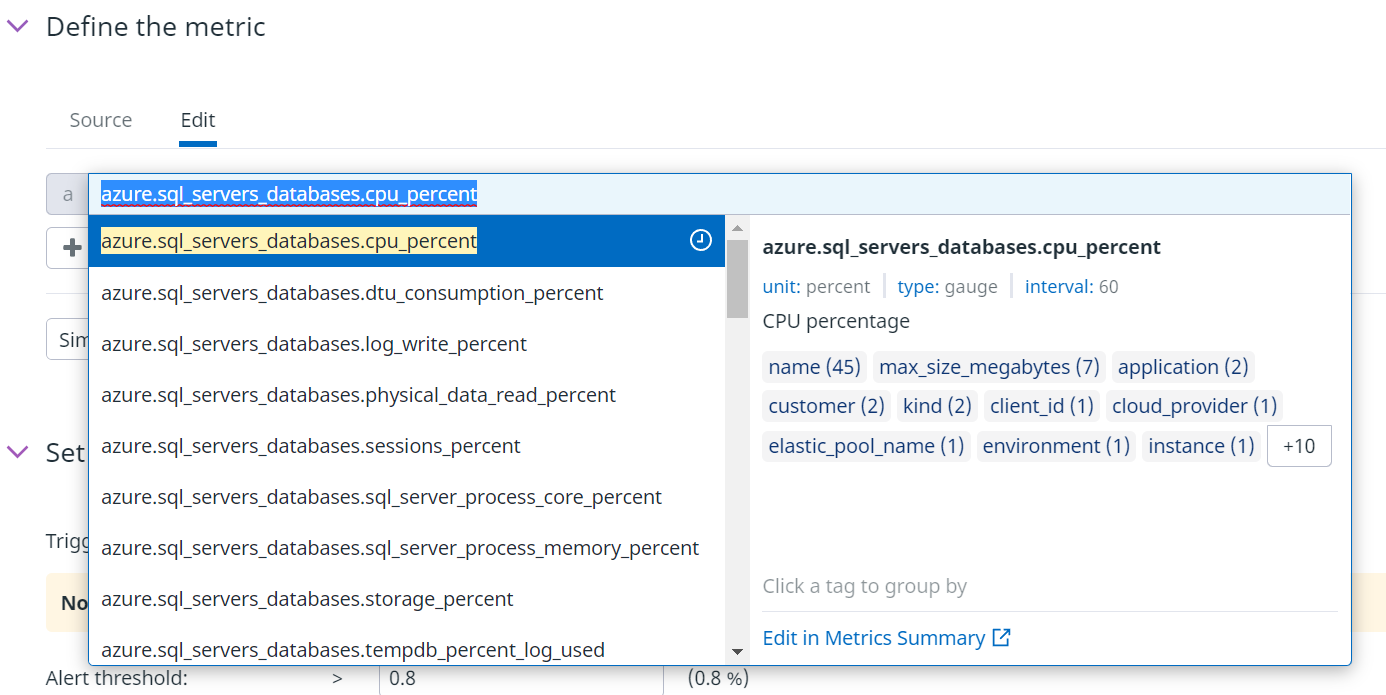 Define the metric
Source Edit
a azure.sql_servers_databases.cpu_percent
azure.sql_servers_databases.cpu_percent
azure.sql_servers_databases.dtu_consumption_percent
azure.sql_servers_databases.log_write_percent
azure.sql_servers_databases.physical_data_read_percent
azure.sql_servers_databases.sessions_percent
azure.sql_servers_databases.sql_server_process_core_percent
azure.sql_servers_databases.sql_server_process_memory_percent
azure.sql_servers_databases.storage_percent
azure.sql_servers_databases.tempdb_percent_log_used
azure.sql_servers_databases.cpu_percent
unit: percent type: gauge interval: 60
CPU percentage
name (45) max_size_megabytes (7) application (2)
customer (2) kind (2) client_id (1) cloud_provider (1)
elastic_pool_name (1) environment (1) instance (1) +10
Click a tag to group by
Edit in Metrics Summary
Sim
Set
Trigg
No
Alert threshold: > 0.8 (0.8 %)